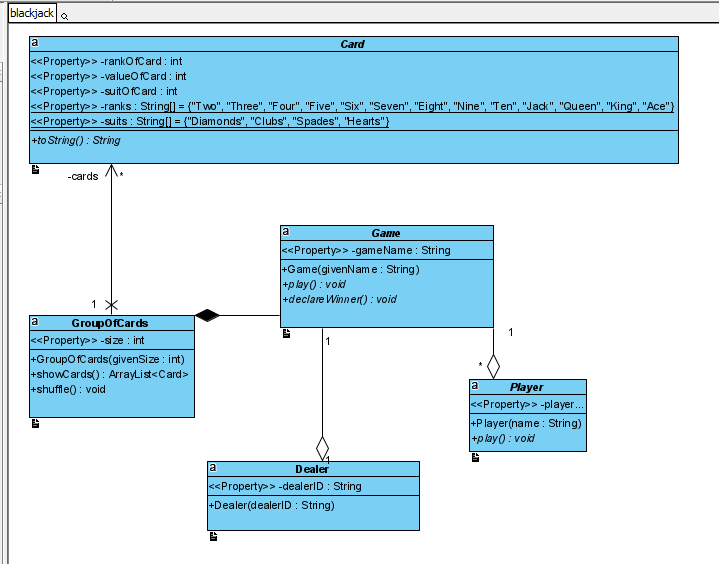 blackjack
a
Card
<<Property>> -rankOfCard : int
<<Property>> -valueOfCard : int
<<Property>> -suitOfCard : int
<<Property>> -ranks : String[] = {"Two", "Three", "Four", "Five", "Six", "Seven", "Eight", "Nine", "Ten", "Jack", "Queen", "King", "Ace"}
<<Property>> -suits : String[] = {"Diamonds", "Clubs", "Spades", "Hearts"}
+toString() : String
-cards *
a
Game
<<Property>> -gameName : String
+Game(givenName : String)
+play() : void
+declareWinner() : void
1
a
GroupOfCards
<<Property>> -size : int
+GroupOfCards(givenSize : int)
+showCards() : ArrayList<Card>
+shuffle() : void
1
1
*
a
Player
<<Property>> -player...
+Player(name : String)
+play() : void
1
a
Dealer
<<Property>> -dealerID : String
+Dealer(dealerID : String)